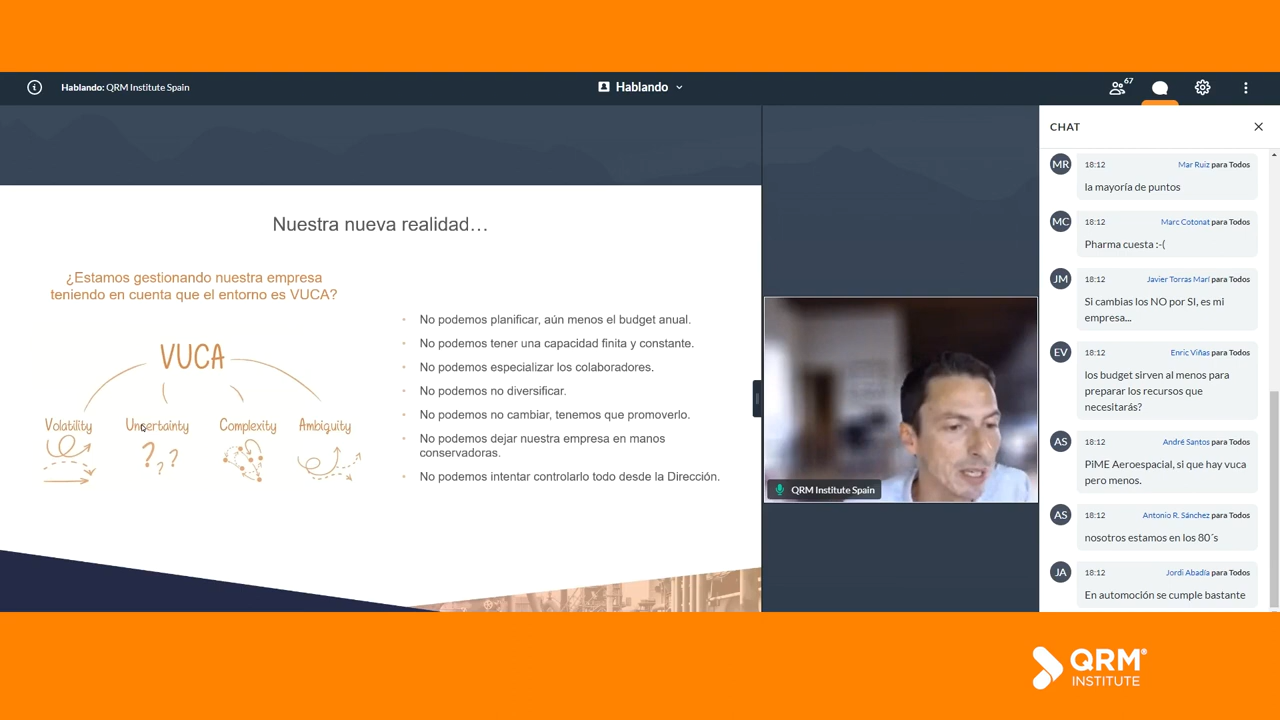 Hablando: QRM Institute Spain
Hablando
67
Nuestra nueva realidad…
¿Estamos gestionando nuestra empresa
teniendo en cuenta que el entorno es VUCA?
VUCA
Volatility
Uncertainty
Complexity
Ambiguity
? ? ?
• No podemos planificar, aún menos el budget anual.
• No podemos tener una capacidad finita y constante.
• No podemos especializar los colaboradores.
• No podemos no diversificar.
• No podemos no cambiar, tenemos que promoverlo.
• No podemos dejar nuestra empresa en manos
conservadoras.
• No podemos intentar controlarlo todo desde la Dirección.
QRM Institute Spain
CHAT
MR 18:12 Mar Ruiz para Todos
la mayoría de puntos
MC 18:12 Marc Cotonat para Todos
Pharma cuesta :-(
JM 18:12 Javier Torras Marí para Todos
Si cambias los NO por SI, es mi
empresa...
EV 18:12 Enric Viñas para Todos
los budget sirven al menos para
preparar los recursos que
necesitarás?
AS 18:12 André Santos para Todos
PiME Aeroespacial, si que hay vuca
pero menos.
AS 18:12 Antonio R. Sánchez para Todos
nosotros estamos en los 80´s
JA 18:12 Jordi Abadía para Todos
En automoción se cumple bastante
QRM®
INSTITUTE